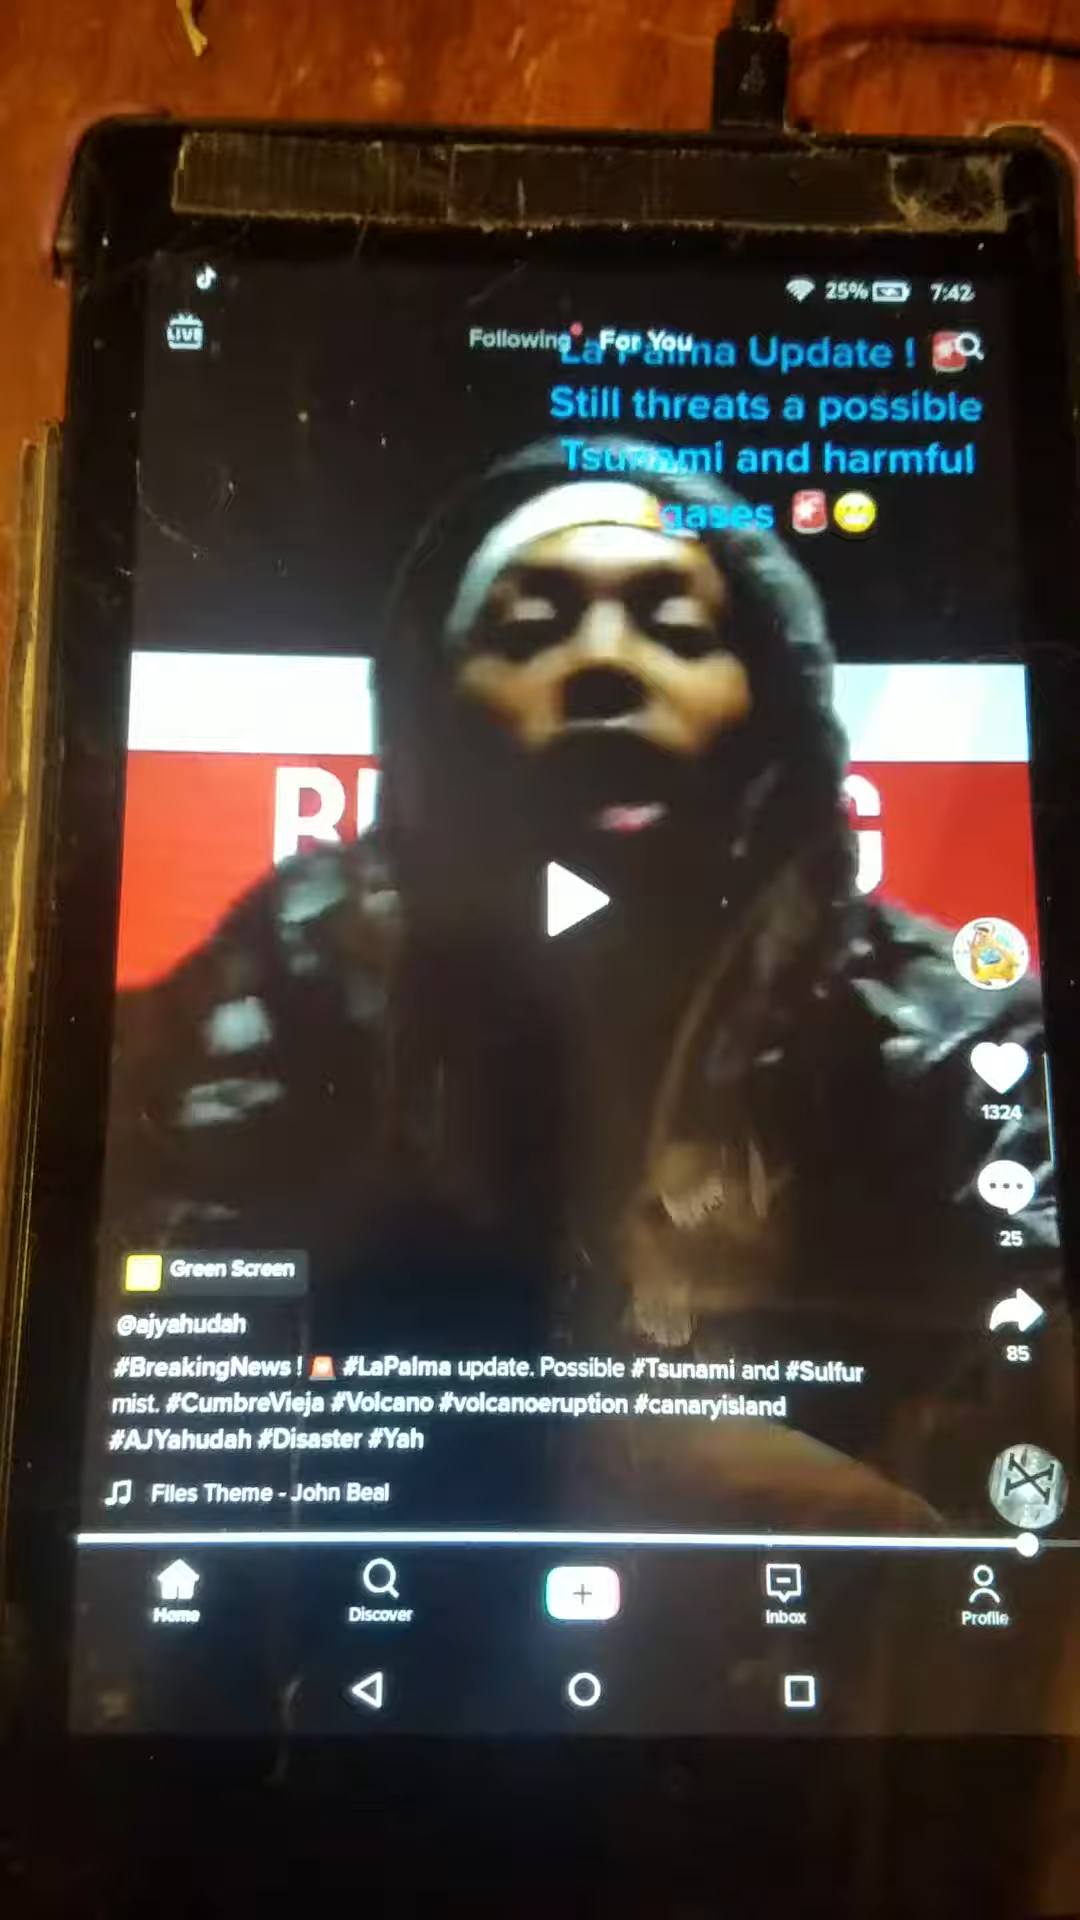 25% 7:42
LIVE
Following For You
La Palma Update !
Still threats a possible
Tsunami and harmful
gases
1324
25
85
Green Screen
@ajyahudah
#BreakingNews ! 🚨 #LaPalma update. Possible #Tsunami and #Sulfur
mist. #CumbreVieja #Volcano #volcanoeruption #canaryisland
#AJYahudah #Disaster #Yah
Files Theme - John Beal
Home Discover Inbox Profile